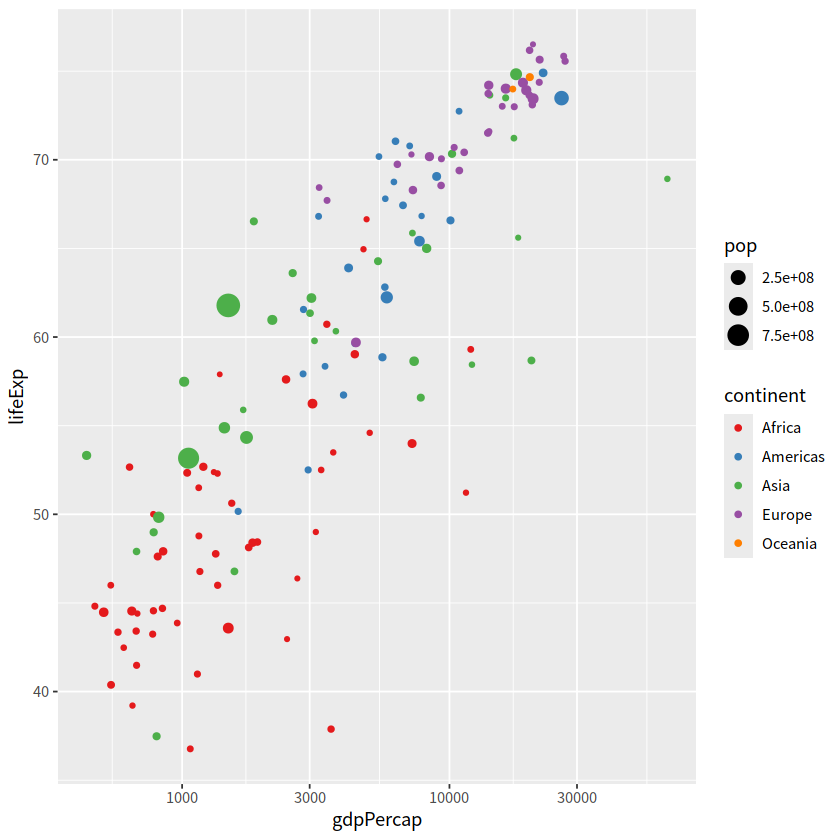 70
60
50
40
lifeExp
1000
3000
10000
30000
gdpPercap
pop
2.5e+08
5.0e+08
7.5e+08
continent
Africa
Americas
Asia
Europe
Oceania